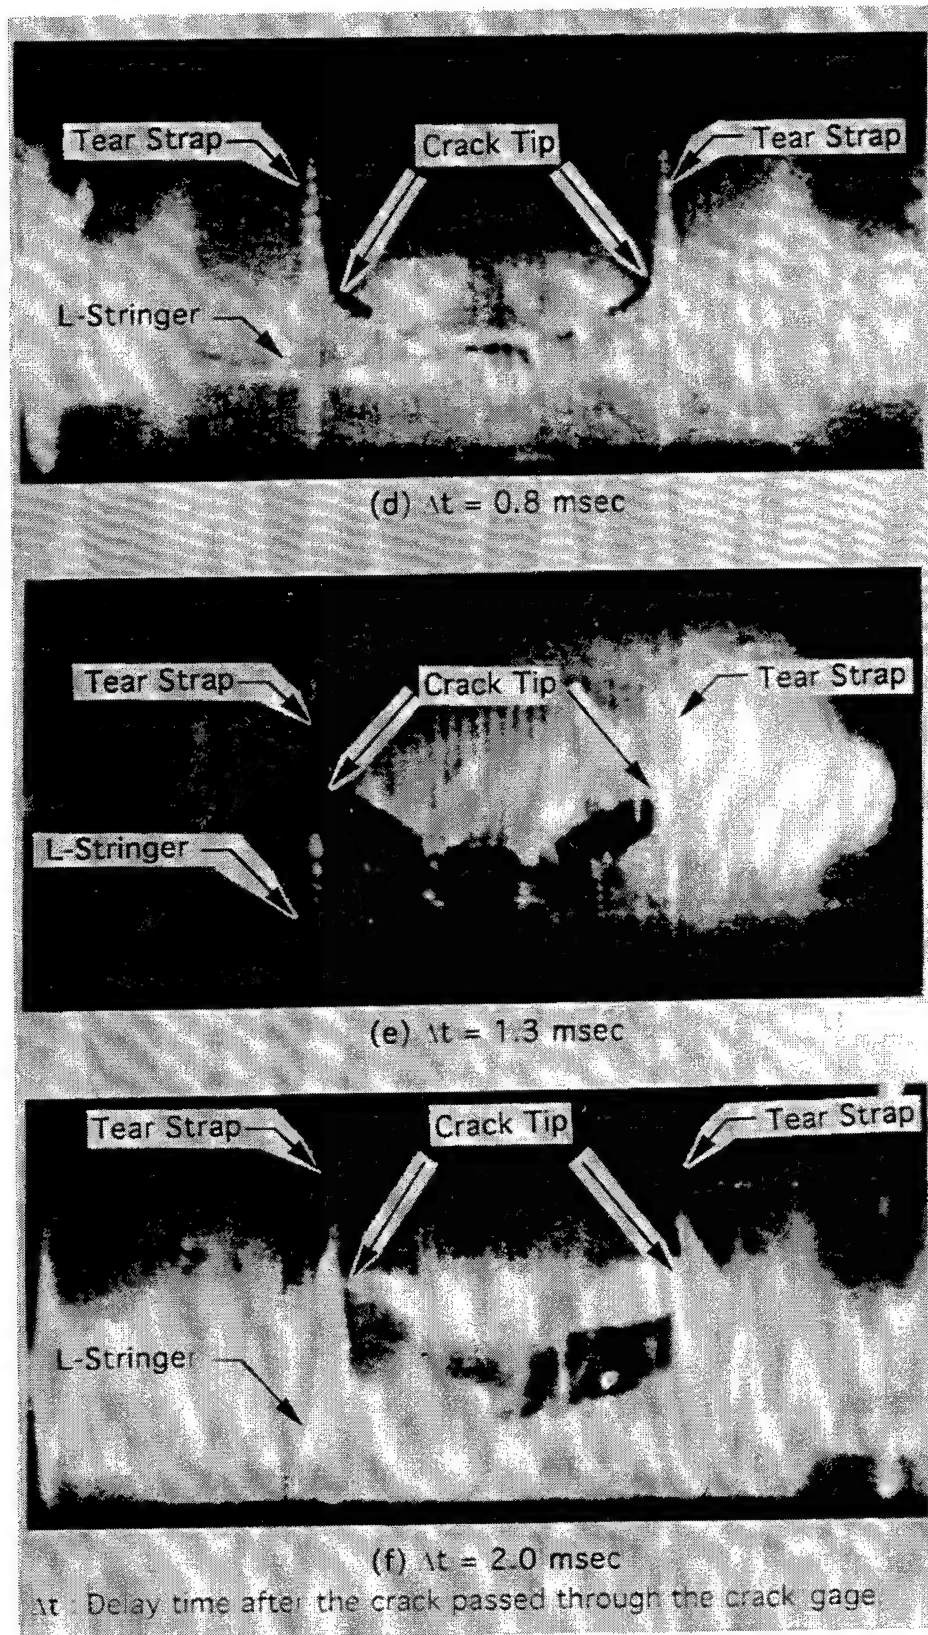 Tear Strap
Crack Tip
Tear Strap
L-Stringer
(d) Δt = 0.8 msec
Tear Strap
Crack Tip
Tear Strap
L-Stringer
(e) Δt = 1.3 msec
Tear Strap
Crack Tip
Tear Strap
L-Stringer
(f) Δt = 2.0 msec
Δt : Delay time after the crack passed through the crack gage.